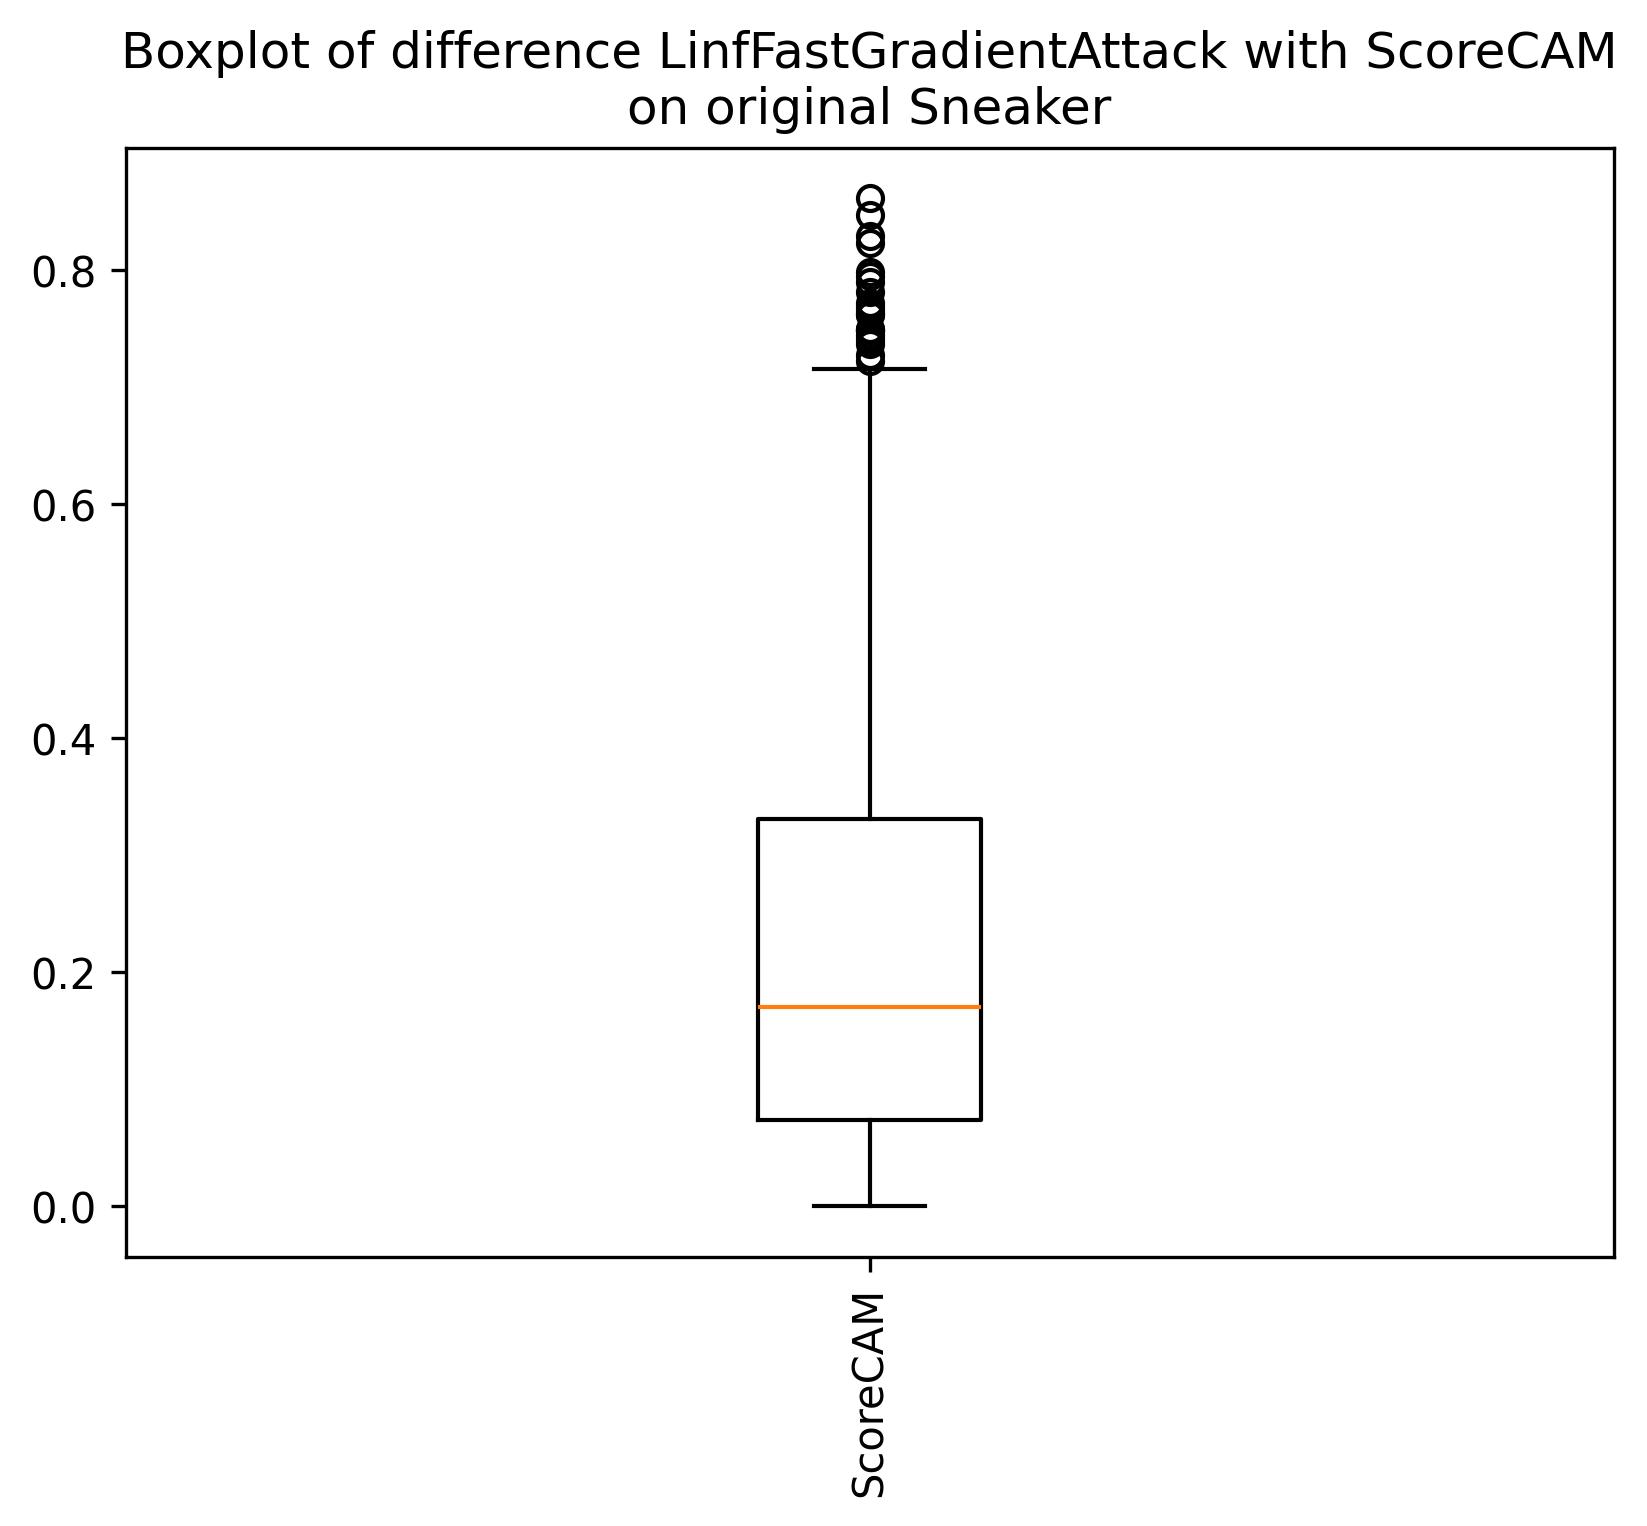 Boxplot of difference LinfFastGradientAttack with ScoreCAM
on original Sneaker
0.8
0.6
0.4
0.2
0.0
ScoreCAM